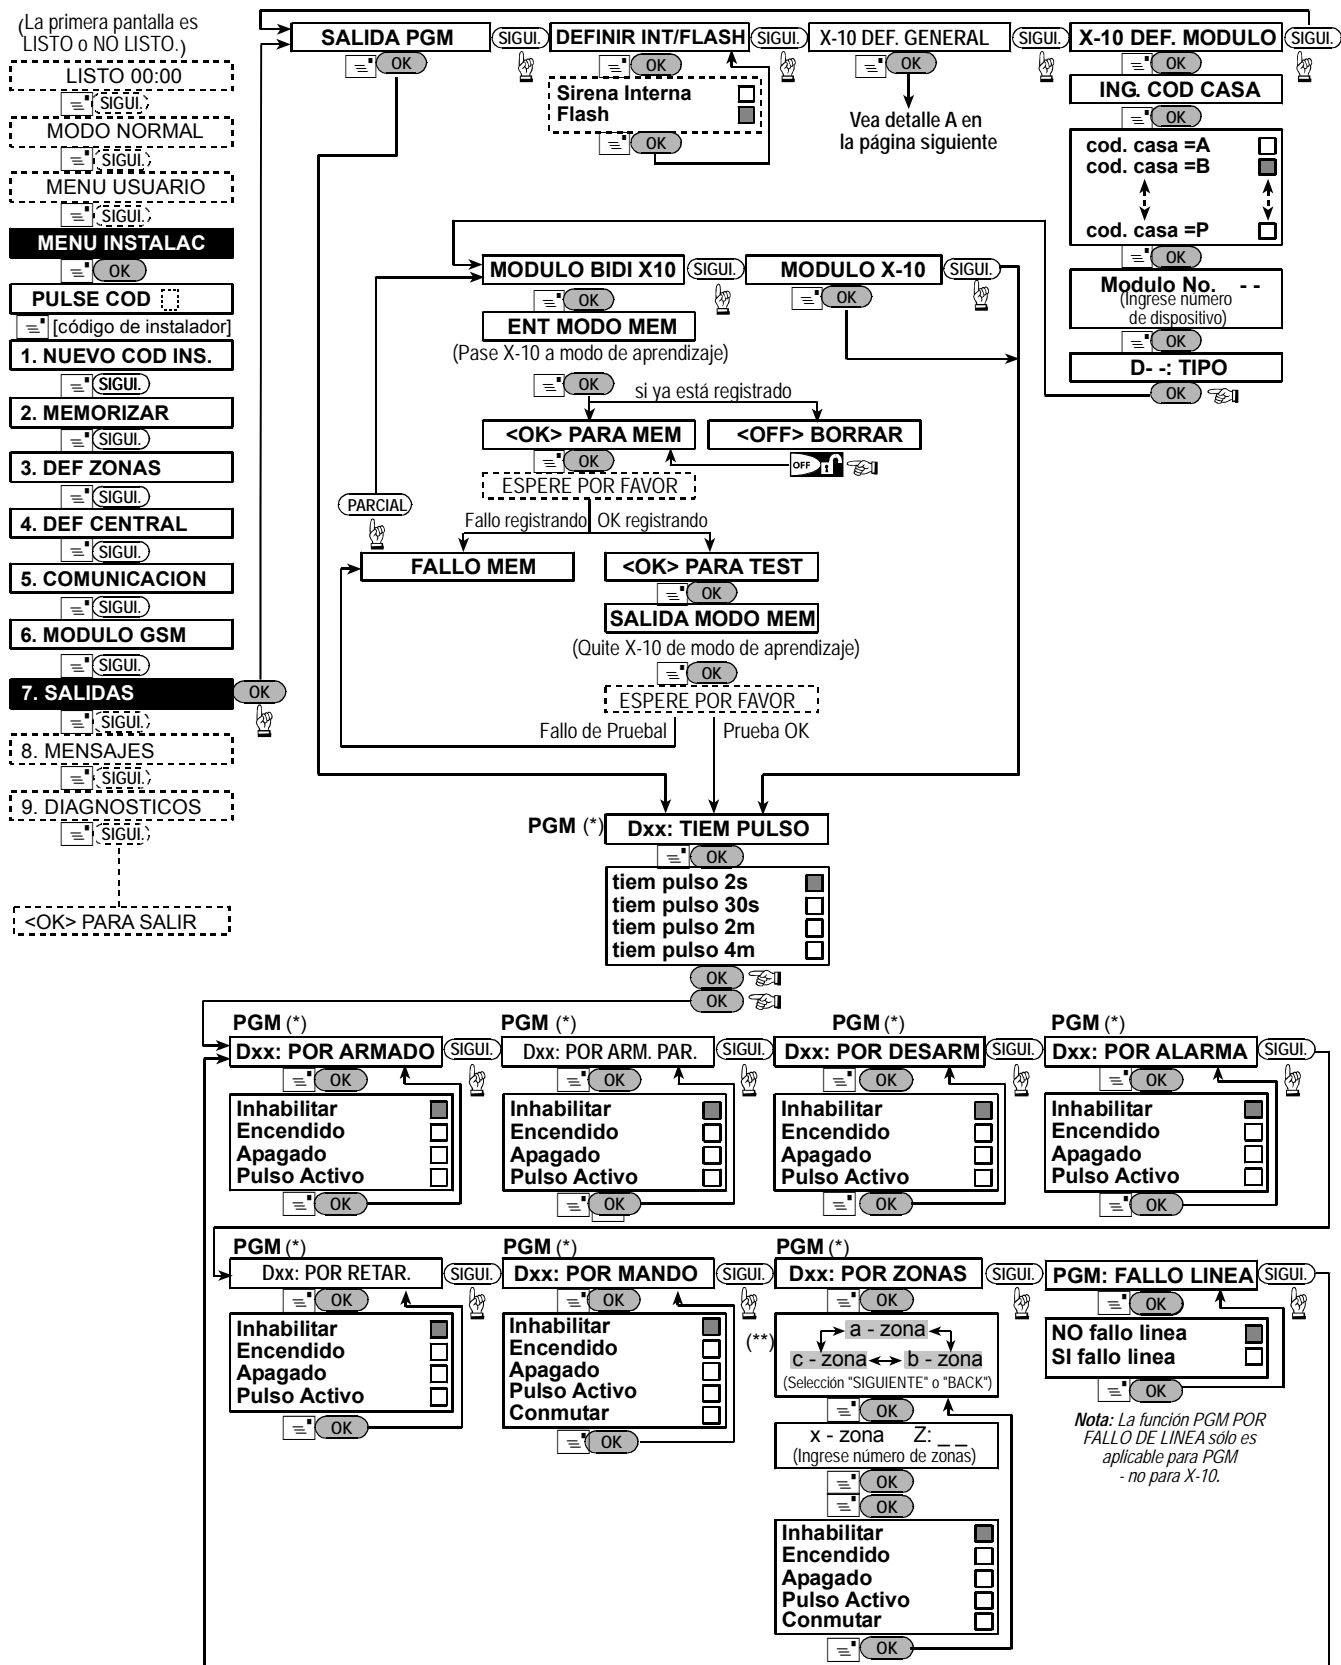 (La primera pantalla es
LISTO o NO LISTO.)
LISTO 00:00
SIGUI.
MODO NORMAL
SIGUI.
MENU USUARIO
SIGUI.
MENU INSTALAC
OK
PULSE COD
[código de instalador]
1. NUEVO COD INS.
SIGUI.
2. MEMORIZAR
SIGUI.
3. DEF ZONAS
SIGUI.
4. DEF CENTRAL
SIGUI.
5. COMUNICACION
SIGUI.
6. MODULO GSM
SIGUI.
7. SALIDAS
OK
SIGUI.
8. MENSAJES
SIGUI.
9. DIAGNOSTICOS
SIGUI.
<OK> PARA SALIR
SALIDA PGM
SIGUI.
OK
DEFINIR INT/FLASH
SIGUI.
OK
Sirena Interna
Flash
OK
X-10 DEF. GENERAL
SIGUI.
OK
Vea detalle A en
la página siguiente
X-10 DEF. MODULO
SIGUI.
OK
ING. COD CASA
OK
cod. casa =A
cod. casa =B
cod. casa =P
OK
Modulo No. - -
(Ingrese número
de dispositivo)
OK
D- -: TIPO
OK
MODULO BIDI X10
SIGUI.
MODULO X-10
SIGUI.
OK
OK
ENT MODO MEM
(Pase X-10 a modo de aprendizaje)
OK
si ya está registrado
<OK> PARA MEM
<OFF> BORRAR
OK
OFF
ESPERE POR FAVOR
PARCIAL
Fallo registrando
OK registrando
FALLO MEM
<OK> PARA TEST
OK
SALIDA MODO MEM
(Quite X-10 de modo de aprendizaje)
OK
ESPERE POR FAVOR
Fallo de Pruebal
Prueba OK
PGM (*)
Dxx: TIEM PULSO
OK
tiem pulso 2s
tiem pulso 30s
tiem pulso 2m
tiem pulso 4m
OK
OK
PGM (*)
Dxx: POR ARMADO
SIGUI.
OK
Inhabilitar
Encendido
Apagado
Pulso Activo
OK
PGM (*)
Dxx: POR ARM. PAR.
SIGUI.
OK
Inhabilitar
Encendido
Apagado
Pulso Activo
OK
PGM (*)
Dxx: POR DESARM
SIGUI.
OK
Inhabilitar
Encendido
Apagado
Pulso Activo
OK
PGM (*)
Dxx: POR ALARMA
SIGUI.
OK
Inhabilitar
Encendido
Apagado
Pulso Activo
OK
PGM (*)
Dxx: POR RETAR.
SIGUI.
OK
Inhabilitar
Encendido
Apagado
Pulso Activo
OK
PGM (*)
Dxx: POR MANDO
SIGUI.
OK
Inhabilitar
Encendido
Apagado
Pulso Activo
Conmutar
OK
PGM (*)
Dxx: POR ZONAS
SIGUI.
OK
(**)
a - zona
c - zona
b - zona
(Selección "SIGUIENTE" o "BACK")
OK
x - zona Z: _ _
(Ingrese número de zonas)
OK
OK
Inhabilitar
Encendido
Apagado
Pulso Activo
Conmutar
OK
PGM: FALLO LINEA
SIGUI.
OK
NO fallo linea
SI fallo linea
OK
Nota: La función PGM POR
FALLO DE LINEA sólo es
aplicable para PGM
- no para X-10.